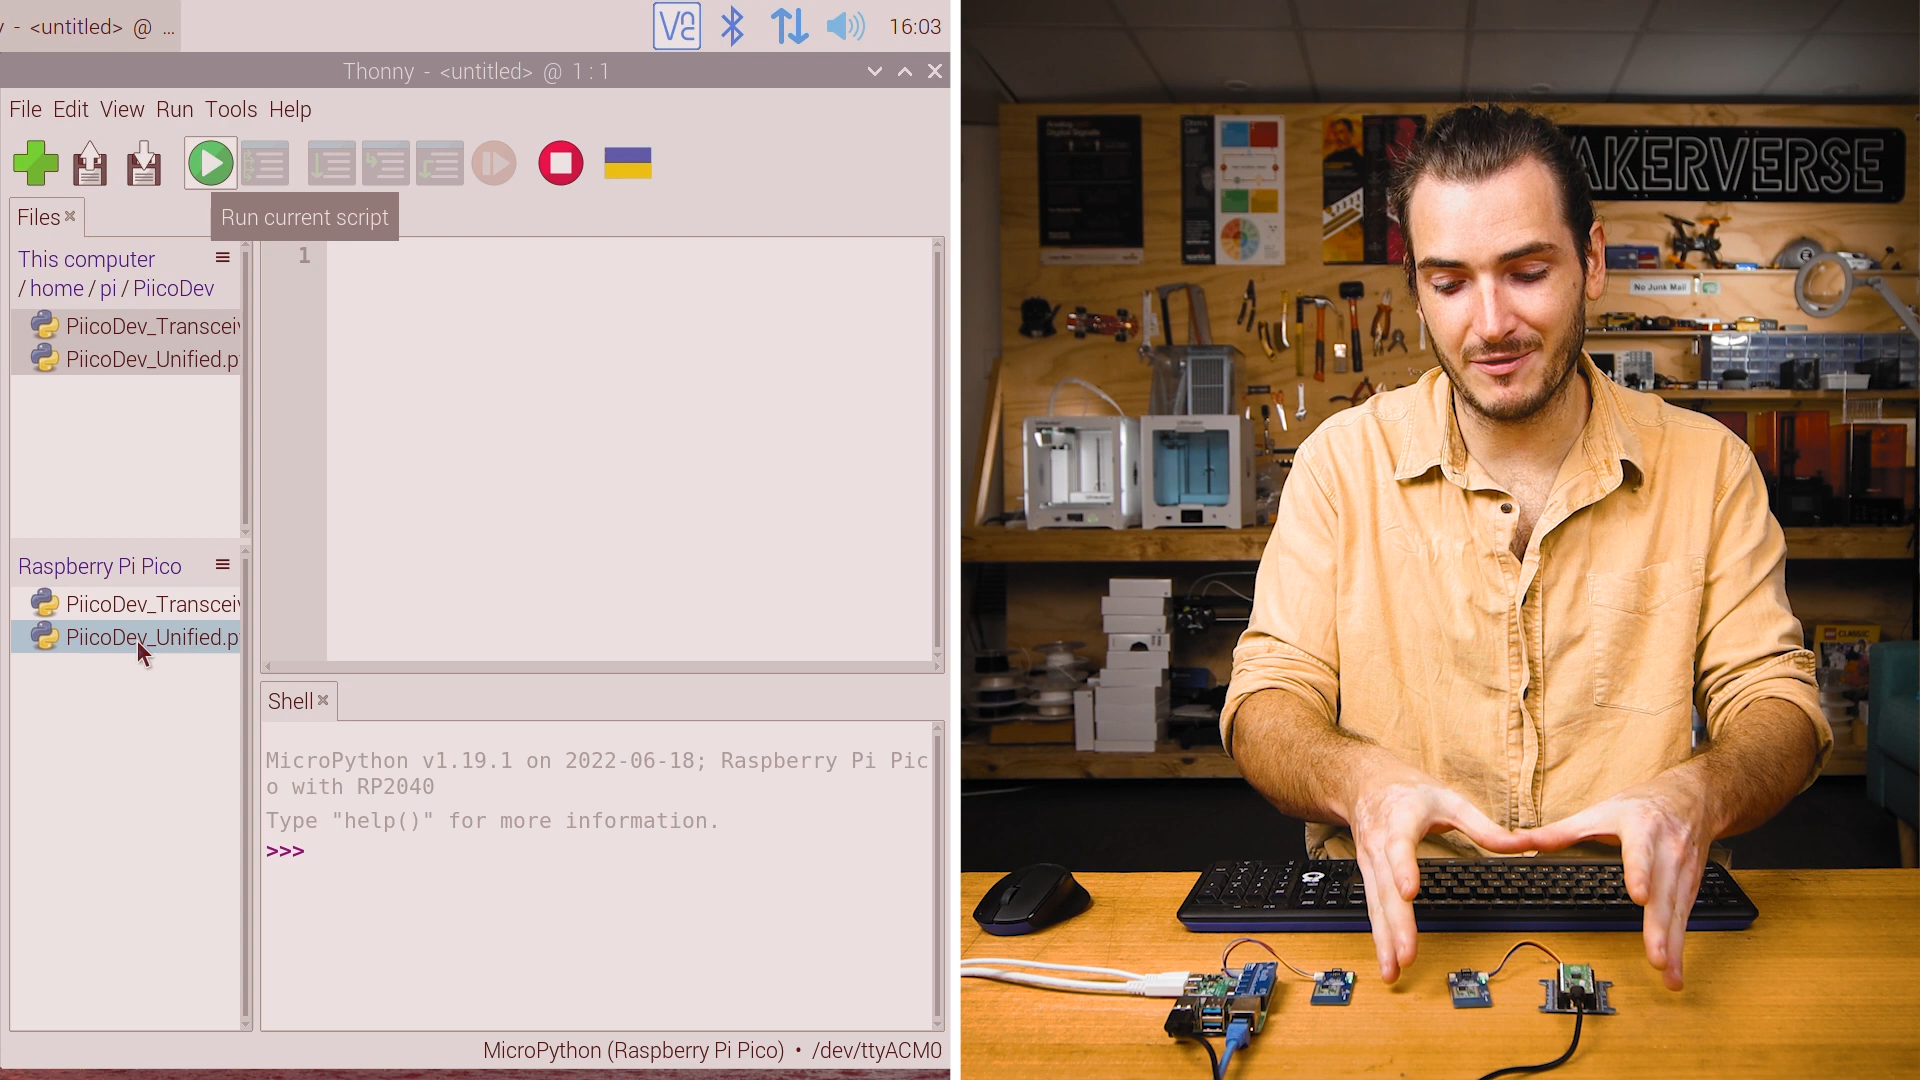 - <untitled> @ ...
16:03
Thonny - <untitled> @ 1 : 1
File Edit View Run Tools Help
Run current script
Files
1
This computer
/ home / pi / PiicoDev
PiicoDev_Transcei
PiicoDev_Unified.p
Raspberry Pi Pico
PiicoDev_Transcei
PiicoDev_Unified.p
Shell
MicroPython v1.19.1 on 2022-06-18; Raspberry Pi Pic
o with RP2040
Type "help()" for more information.
>>>
MicroPython (Raspberry Pi Pico) • /dev/ttyACM0
AKERVERSE
No Junk Mail
LEGO CLASSIC